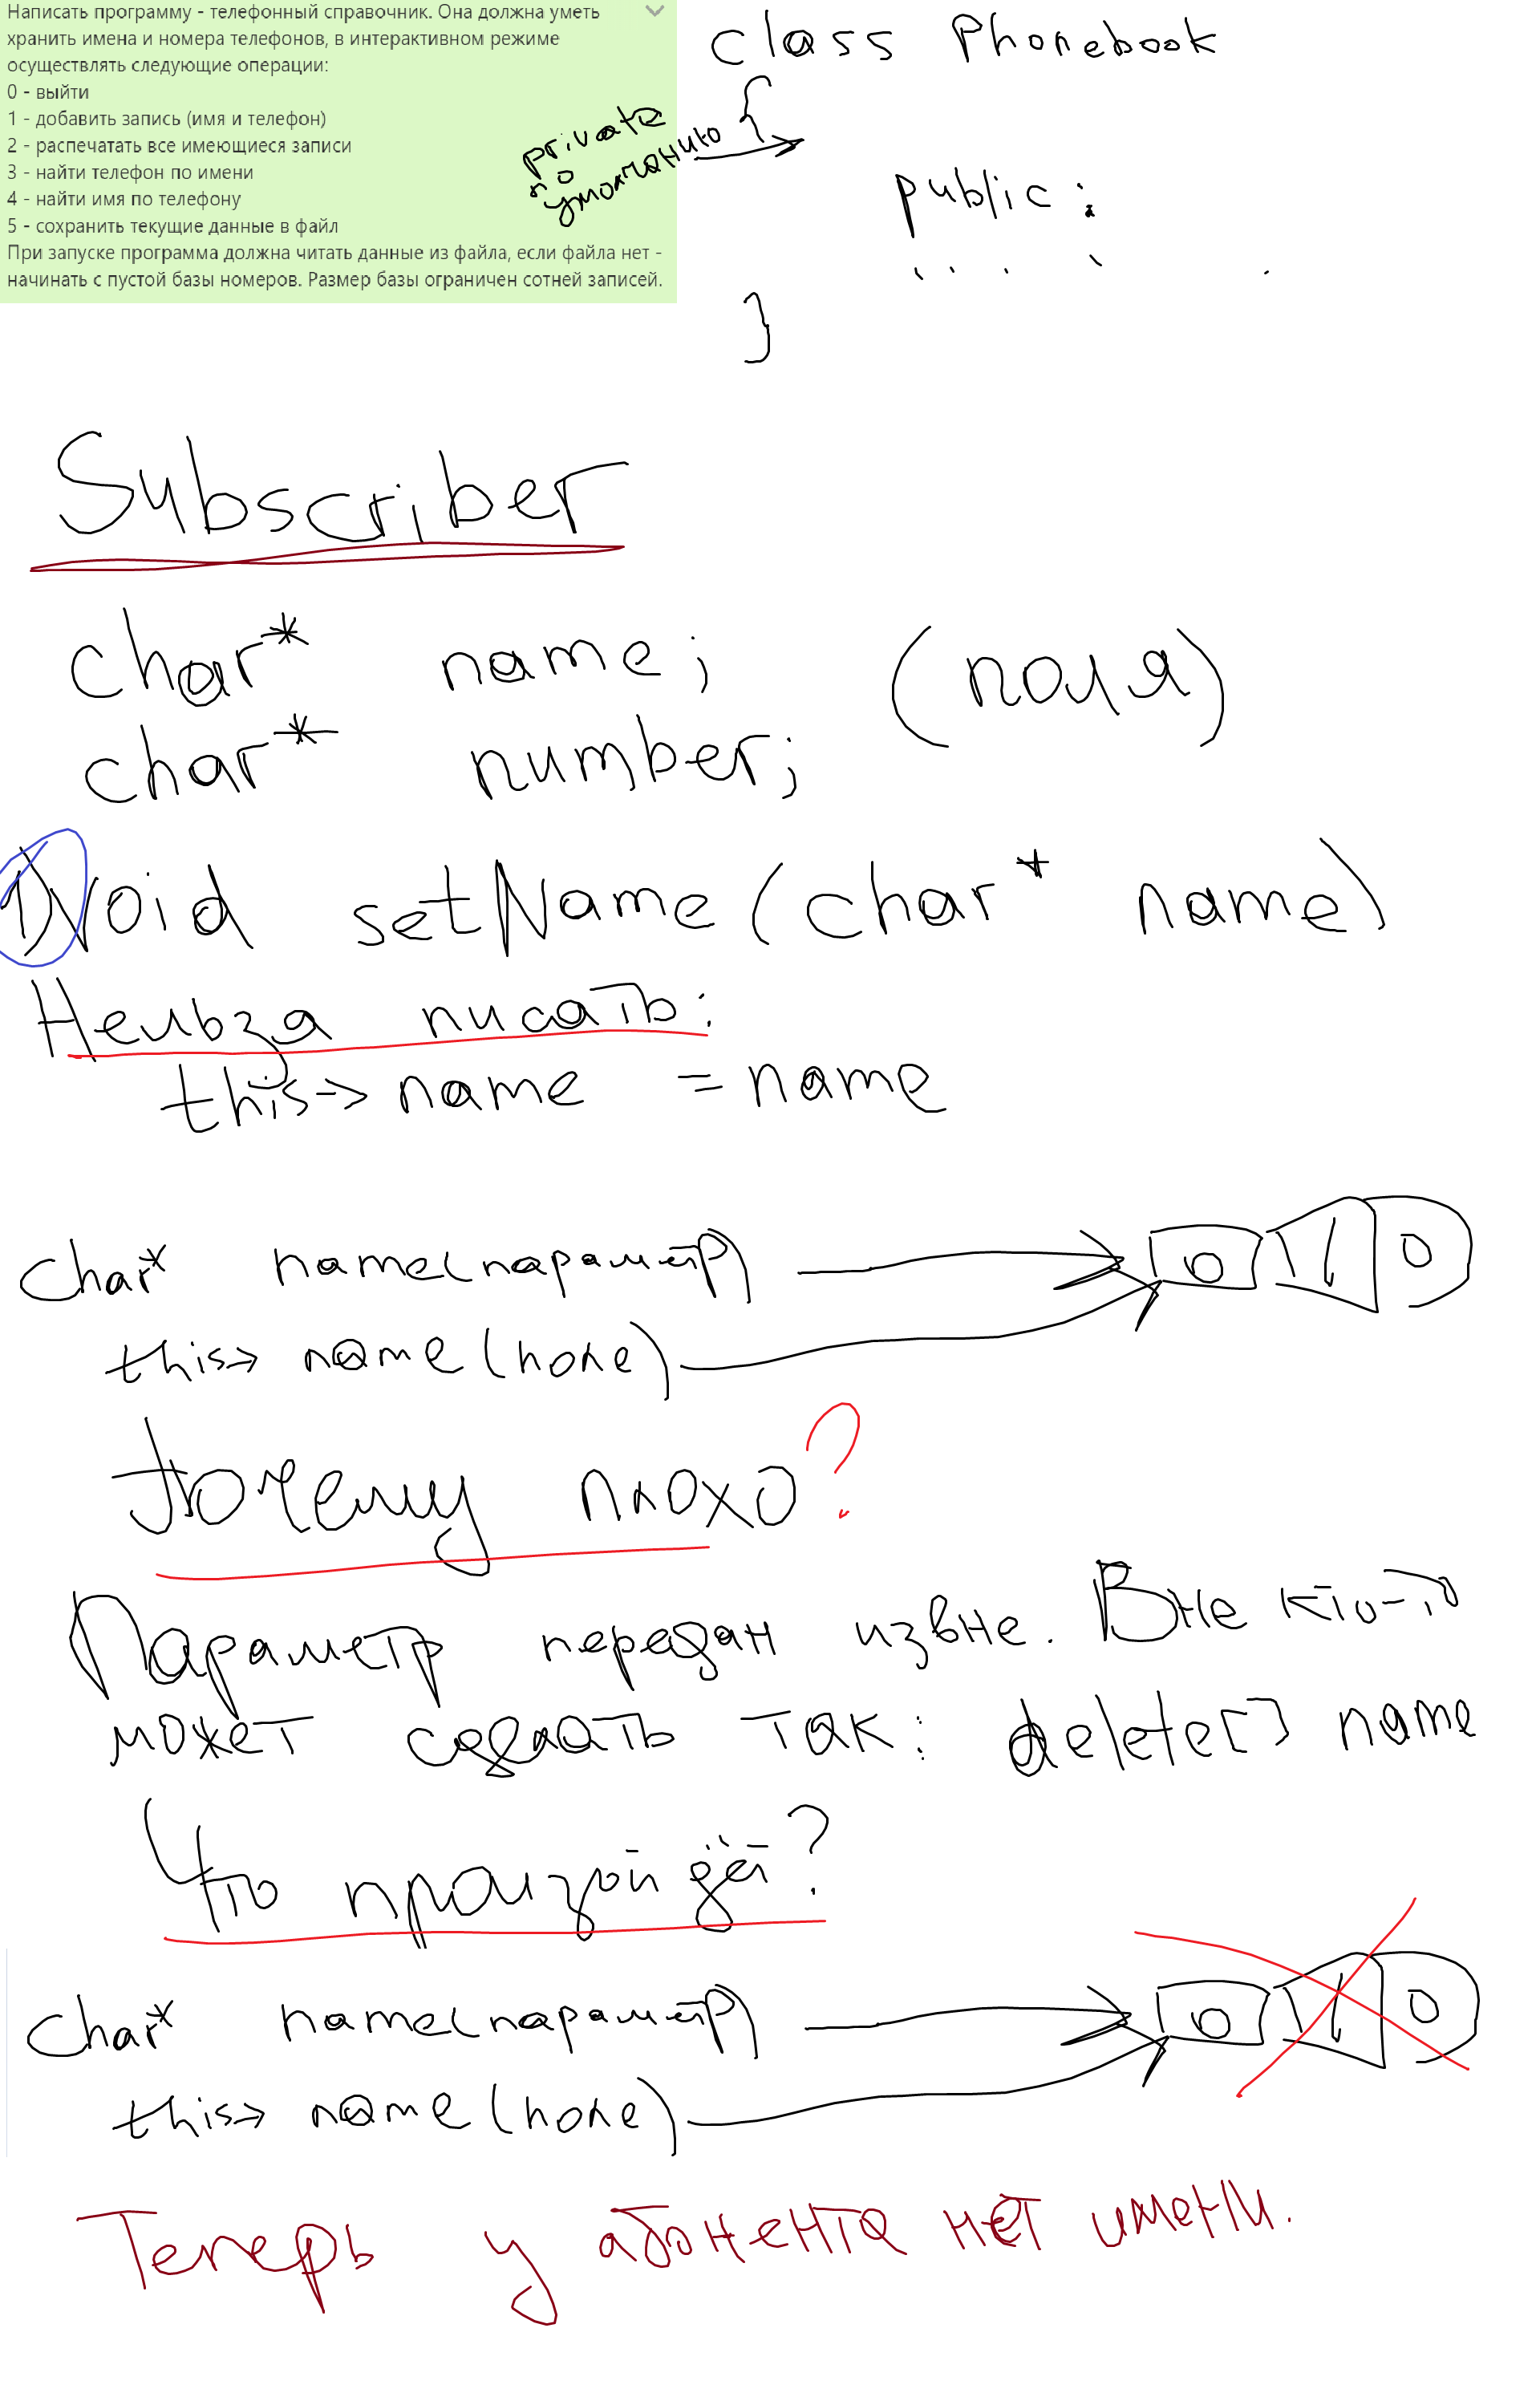 Написать программу - телефонный справочник. Она должна уметь
хранить имена и номера телефонов, в интерактивном режиме
осуществлять следующие операции:
0 - выйти
1 - добавить запись (имя и телефон)
2 - распечатать все имеющиеся записи
3 - найти телефон по имени
4 - найти имя по телефону
5 - сохранить текущие данные в файл
При запуске программа должна читать данные из файла, если файла нет -
начинать с пустой базы номеров. Размер базы ограничен сотней записей.
class Phonebook
{
private
по
умолчанию
public:
}
Subscriber
char* name; (поля)
char* number;
1) void setName(char* name)
Нельзя писать:
this-> name = name
char* name(параметр)
0 1 0
this-> name(поле)
Почему плохо?
Параметр передан извне. Вне кто-то
может сделать так: delete[] name
Что произойдёт?
char* name(параметр)
0 1 0
this-> name(поле)
Теперь у абонента нет имени.